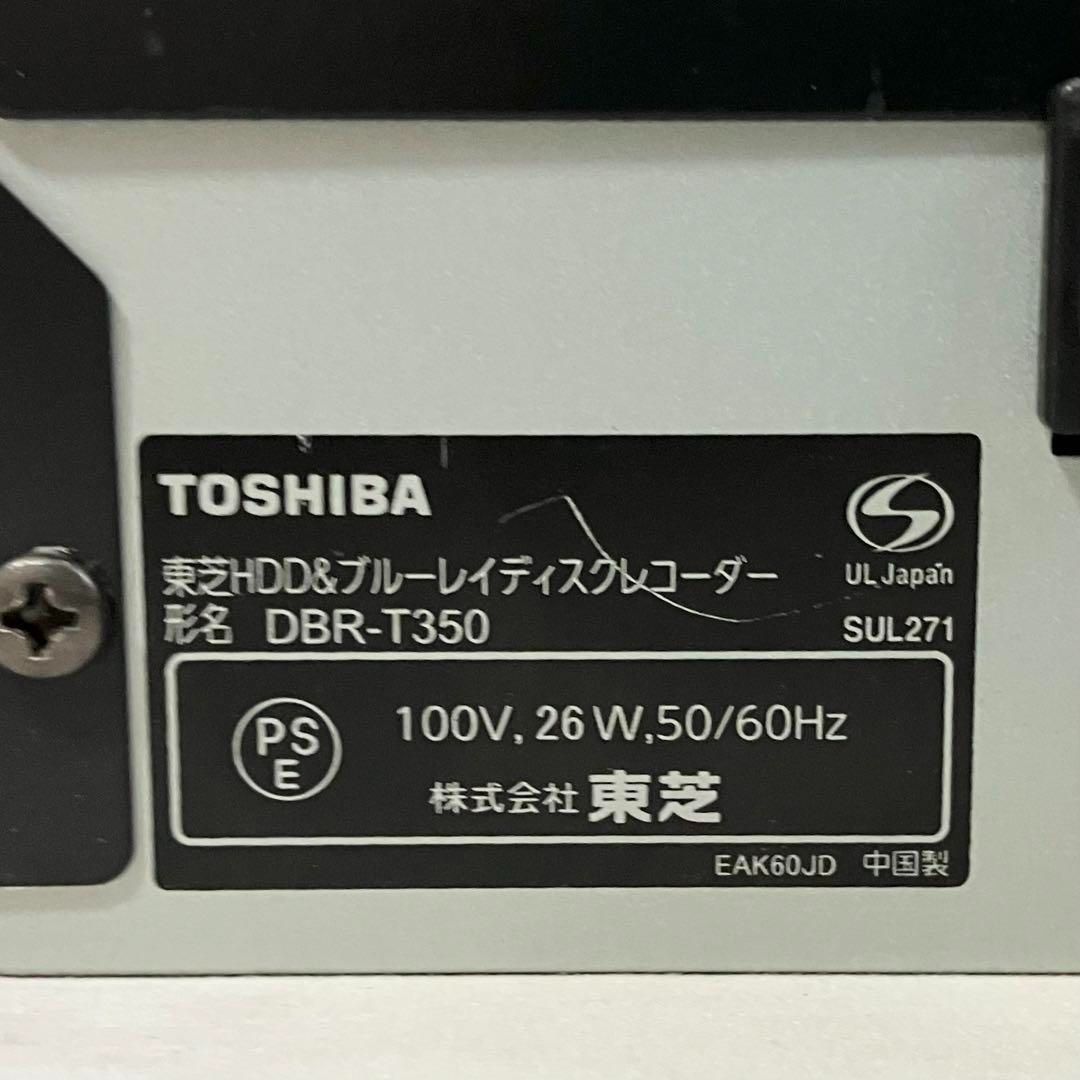 TOSHIBA
東芝HDD&ブルーレイディスクレコーダー
形名 DBR-T350
S
UL Japan
SUL271
PS
E
100V, 26 W,50/60Hz
株式会社 東芝
EAK60JD 中国製